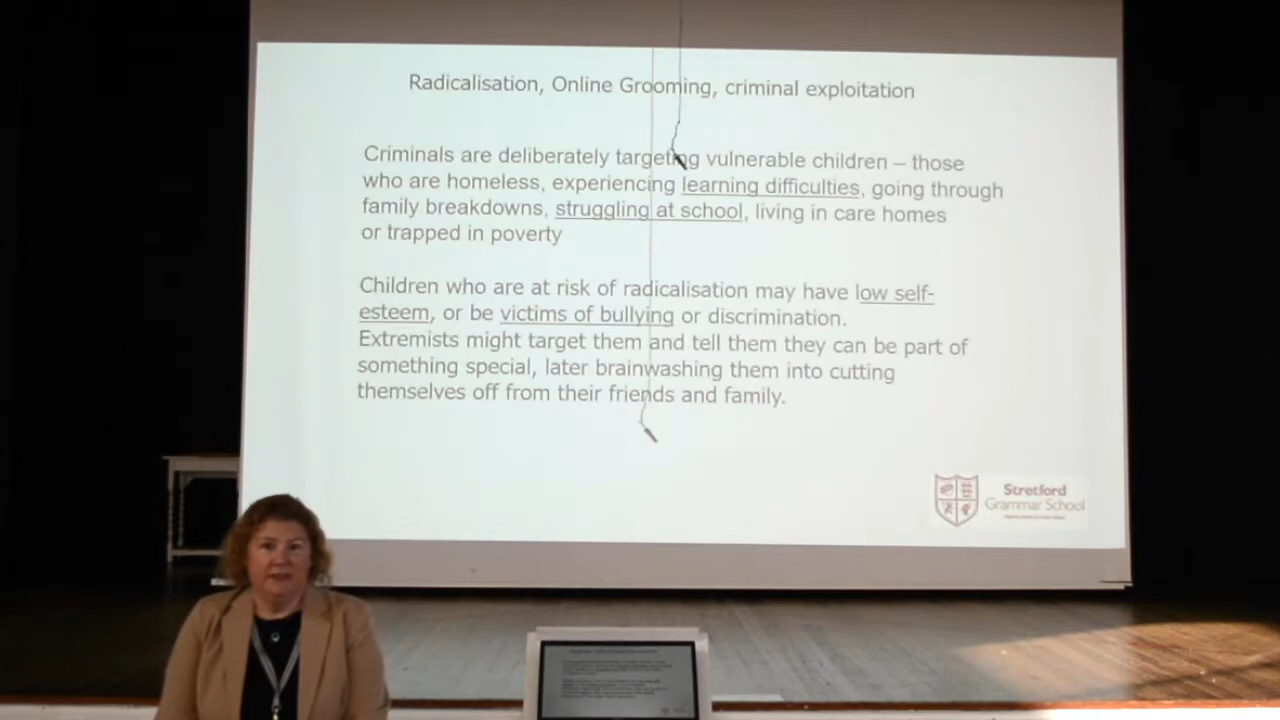 Radicalisation, Online Grooming, criminal exploitation
Criminals are deliberately targeting vulnerable children – those
who are homeless, experiencing learning difficulties, going through
family breakdowns, struggling at school, living in care homes
or trapped in poverty
Children who are at risk of radicalisation may have low self-
esteem, or be victims of bullying or discrimination.
Extremists might target them and tell them they can be part of
something special, later brainwashing them into cutting
themselves off from their friends and family.
Stretford
Grammar School